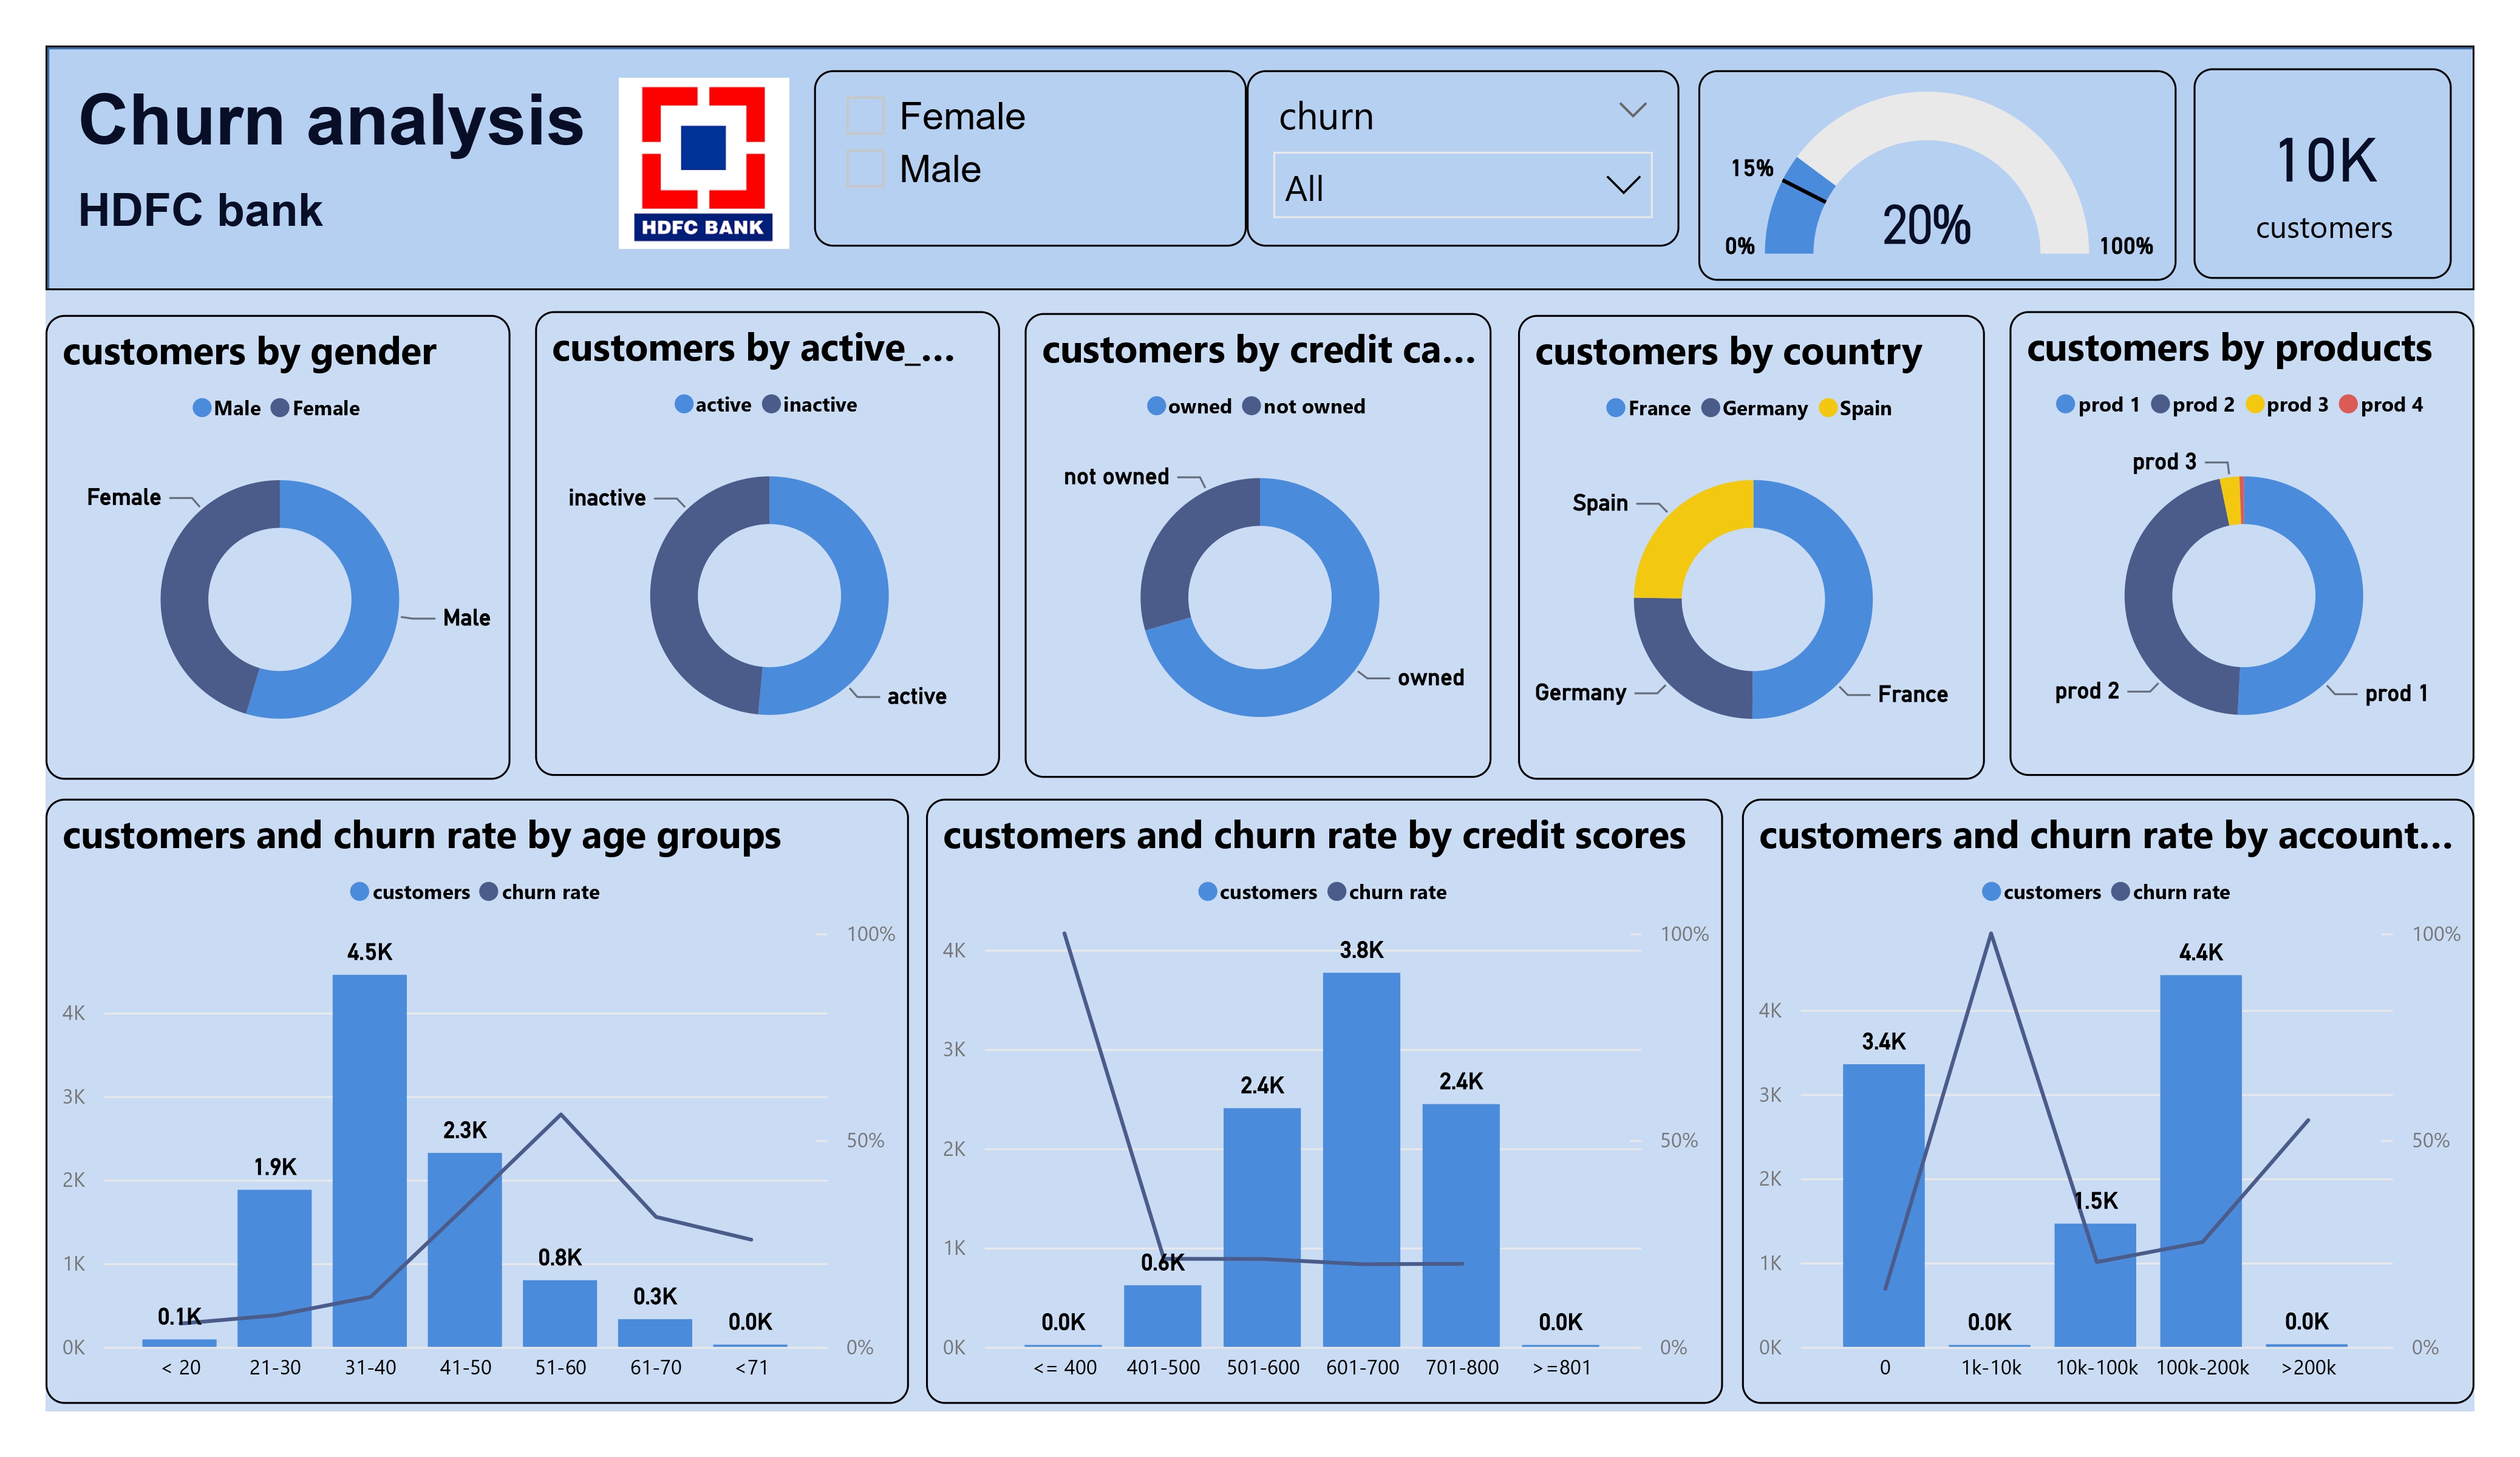 Churn analysis
HDFC bank
HDFC BANK
Female
Male
churn
All
15%
0%
20%
100%
10K
customers
customers by gender
Male Female
Female
Male
customers by active_...
active inactive
inactive
active
customers by credit ca...
owned not owned
not owned
owned
customers by country
France Germany Spain
Spain
Germany
France
customers by products
prod 1 prod 2 prod 3 prod 4
prod 3
prod 2
prod 1
customers and churn rate by age groups
customers churn rate
100%
50%
0%
4K
3K
2K
1K
0K
0.1K
1.9K
4.5K
2.3K
0.8K
0.3K
0.0K
< 20 21-30 31-40 41-50 51-60 61-70 <71
customers and churn rate by credit scores
customers churn rate
100%
50%
0%
4K
3K
2K
1K
0K
0.0K
0.6K
2.4K
3.8K
2.4K
0.0K
<= 400 401-500 501-600 601-700 701-800 >=801
customers and churn rate by account...
customers churn rate
100%
50%
0%
4K
3K
2K
1K
0K
3.4K
0.0K
1.5K
4.4K
0.0K
0 1k-10k 10k-100k 100k-200k >200k